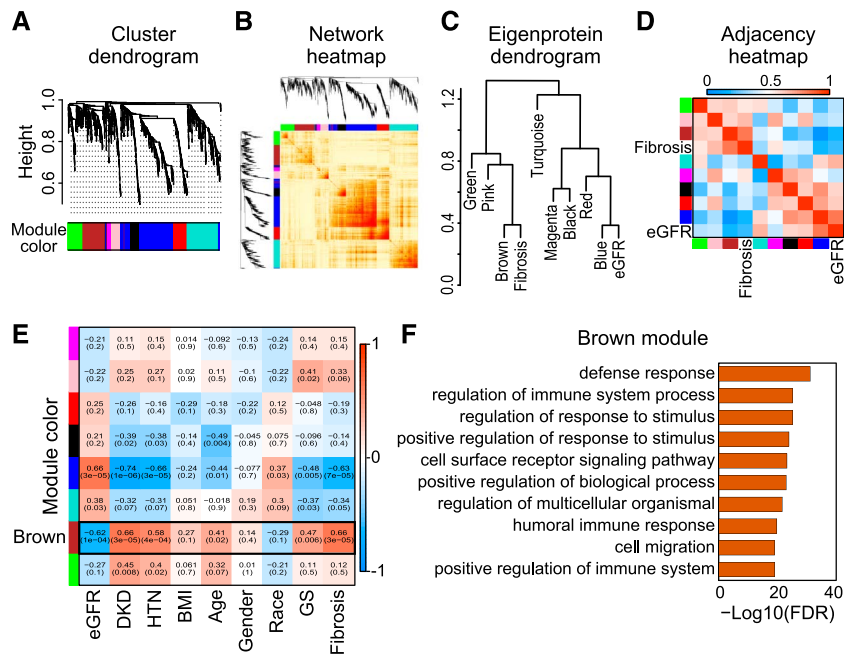 A
Cluster
dendrogram
Height
1.0
0.8
0.6
Module
color
B
Network
heatmap
C
Eigenprotein
dendrogram
1.2
0.8
0.4
0.0
Green
Pink
Brown
Fibrosis
Turquoise
Magenta
Black
Red
Blue
eGFR
D
Adjacency
heatmap
0 0.5 1
Fibrosis
eGFR
Fibrosis
eGFR
E
Module color
Brown
−0.21 0.11 0.15 0.014 −0.092 −0.13 −0.24 0.14 0.15
(0.2) (0.5) (0.4) (0.9) (0.6) (0.5) (0.2) (0.4) (0.4)
−0.22 0.25 0.27 0.02 0.11 −0.1 −0.22 0.41 0.33
(0.2) (0.2) (0.1) (0.9) (0.5) (0.6) (0.2) (0.02) (0.06)
0.25 −0.26 −0.16 −0.29 −0.18 −0.22 0.12 −0.048 −0.19
(0.2) (0.1) (0.4) (0.1) (0.3) (0.2) (0.5) (0.8) (0.3)
0.21 −0.39 −0.38 −0.14 −0.49 −0.045 0.075 −0.096 −0.14
(0.2) (0.02) (0.03) (0.4) (0.004) (0.8) (0.7) (0.6) (0.4)
0.66 −0.74 −0.66 −0.24 −0.44 −0.077 0.37 −0.48 −0.63
(3e−05) (1e−06) (3e−05) (0.2) (0.01) (0.7) (0.03) (0.005) (7e−05)
0.38 −0.32 −0.31 0.051 −0.018 0.19 0.3 −0.37 −0.34
(0.03) (0.07) (0.07) (0.8) (0.9) (0.3) (0.09) (0.03) (0.05)
−0.62 0.66 0.58 0.27 0.41 0.14 −0.29 0.47 0.66
(1e−04) (3e−05) (4e−04) (0.1) (0.02) (0.4) (0.1) (0.006) (3e−05)
−0.27 0.45 0.4 0.061 0.32 0.01 −0.21 0.11 0.12
(0.1) (0.008) (0.02) (0.7) (0.07) (1) (0.2) (0.5) (0.5)
eGFR
DKD
HTN
BMI
Age
Gender
Race
GS
Fibrosis
1
0
-1
F
Brown module
defense response
regulation of immune system process
regulation of response to stimulus
positive regulation of response to stimulus
cell surface receptor signaling pathway
positive regulation of biological process
regulation of multicellular organismal
humoral immune response
cell migration
positive regulation of immune system
0 20 40
−Log10(FDR)